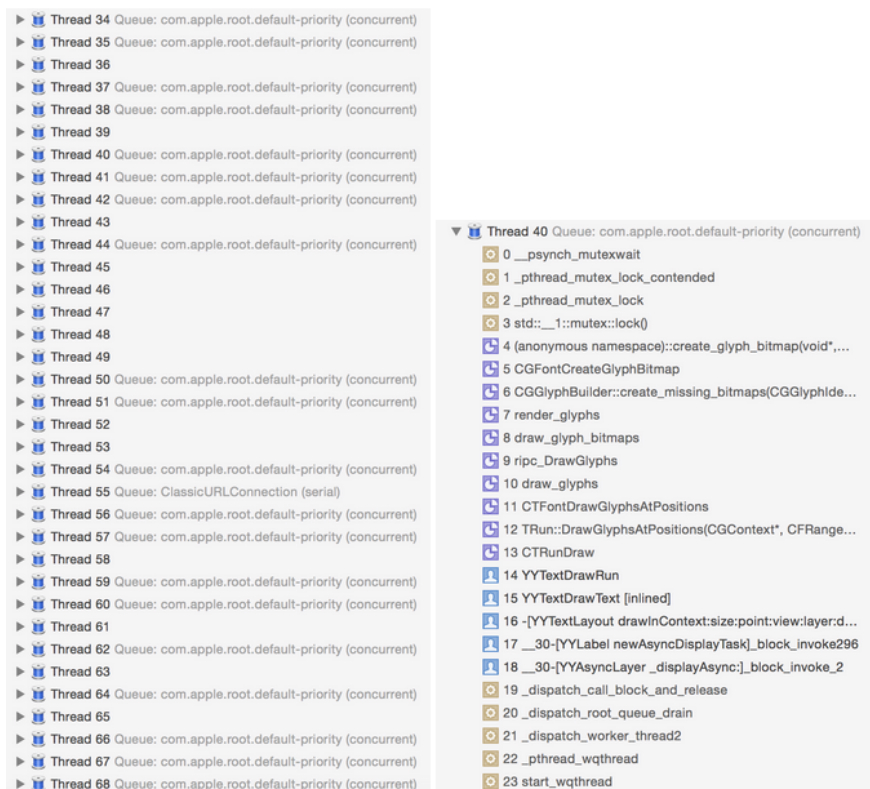 Thread 34 Queue: com.apple.root.default-priority (concurrent)
Thread 35 Queue: com.apple.root.default-priority (concurrent)
Thread 36
Thread 37 Queue: com.apple.root.default-priority (concurrent)
Thread 38 Queue: com.apple.root.default-priority (concurrent)
Thread 39
Thread 40 Queue: com.apple.root.default-priority (concurrent)
Thread 41 Queue: com.apple.root.default-priority (concurrent)
Thread 42 Queue: com.apple.root.default-priority (concurrent)
Thread 43
Thread 44 Queue: com.apple.root.default-priority (concurrent)
Thread 45
Thread 46
Thread 47
Thread 48
Thread 49
Thread 50 Queue: com.apple.root.default-priority (concurrent)
Thread 51 Queue: com.apple.root.default-priority (concurrent)
Thread 52
Thread 53
Thread 54 Queue: com.apple.root.default-priority (concurrent)
Thread 55 Queue: ClassicURLConnection (serial)
Thread 56 Queue: com.apple.root.default-priority (concurrent)
Thread 57 Queue: com.apple.root.default-priority (concurrent)
Thread 58
Thread 59 Queue: com.apple.root.default-priority (concurrent)
Thread 60 Queue: com.apple.root.default-priority (concurrent)
Thread 61
Thread 62 Queue: com.apple.root.default-priority (concurrent)
Thread 63
Thread 64 Queue: com.apple.root.default-priority (concurrent)
Thread 65
Thread 66 Queue: com.apple.root.default-priority (concurrent)
Thread 67 Queue: com.apple.root.default-priority (concurrent)
Thread 68 Queue: com.apple.root.default-priority (concurrent)
Thread 40 Queue: com.apple.root.default-priority (concurrent)
0 __psynch_mutexwait
1 _pthread_mutex_lock_contended
2 _pthread_mutex_lock
3 std::__1::mutex::lock()
4 (anonymous namespace)::create_glyph_bitmap(void*,...
5 CGFontCreateGlyphBitmap
6 CGGlyphBuilder::create_missing_bitmaps(CGGlyphIde...
7 render_glyphs
8 draw_glyph_bitmaps
9 ripc_DrawGlyphs
10 draw_glyphs
11 CTFontDrawGlyphsAtPositions
12 TRun::DrawGlyphsAtPositions(CGContext*, CFRange...
13 CTRunDraw
14 YYTextDrawRun
15 YYTextDrawText [inlined]
16 -[YYTextLayout drawInContext:size:point:view:layer:d...
17 __30-[YYLabel newAsyncDisplayTask]_block_invoke296
18 __30-[YYAsyncLayer _displayAsync:]_block_invoke_2
19 _dispatch_call_block_and_release
20 _dispatch_root_queue_drain
21 _dispatch_worker_thread2
22 _pthread_wqthread
23 start_wqthread